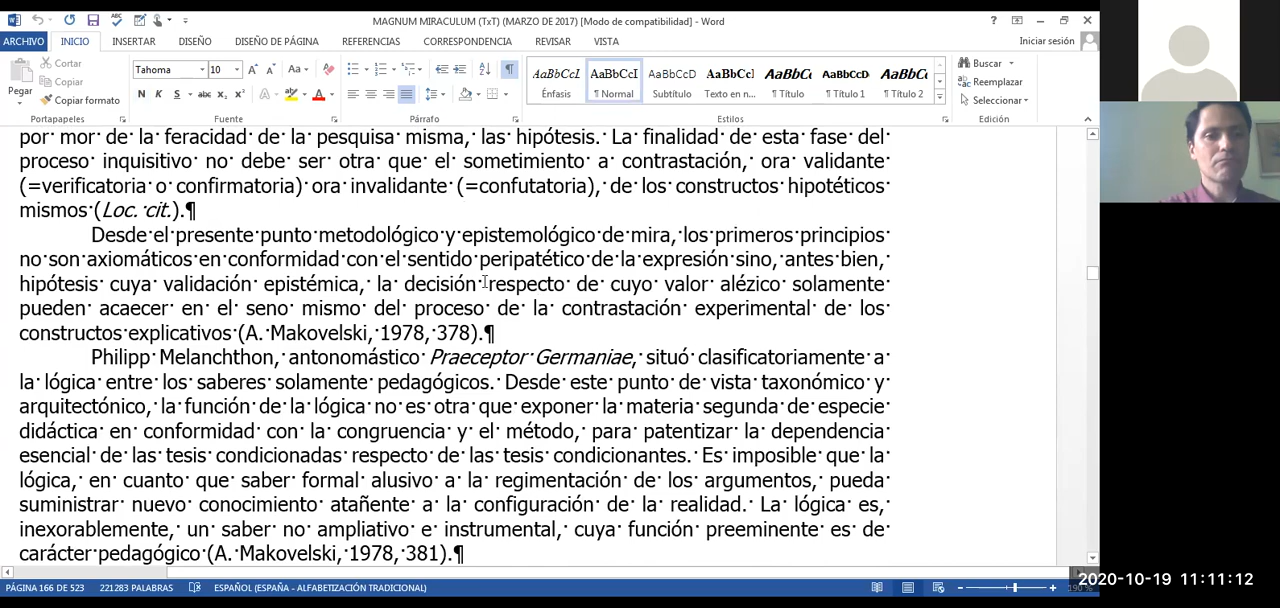 MAGNUM MIRACULUM (TxT) (MARZO DE 2017) [Modo de compatibilidad] - Word
ARCHIVO INICIO INSERTAR DISEÑO DISEÑO DE PÁGINA REFERENCIAS CORRESPONDENCIA REVISAR VISTA Iniciar sesión
Pegar
Cortar
Copiar
Copiar formato
Portapapeles
Tahoma 10 Aa
N K S abc x₂ x² A A
Fuente
Párrafo
AaBbCcI AaBbCcI AaBbCcD AaBbCc AaBbC AaBbCcD AaBbC
Énfasis ¶ Normal Subtítulo Texto en n... ¶ Título ¶ Título 1 ¶ Título 2
Estilos
Buscar
Reemplazar
Seleccionar
Edición
por mor de la feracidad de la pesquisa misma, las hipótesis. La finalidad de esta fase del
proceso inquisitivo no debe ser otra que el sometimiento a contrastación, ora validante
(=verificatoria o confirmatoria) ora invalidante (=confutatoria), de los constructos hipotéticos
mismos (Loc. cit.).¶
Desde el presente punto metodológico y epistemológico de mira, los primeros principios
no son axiomáticos en conformidad con el sentido peripatético de la expresión sino, antes bien,
hipótesis cuya validación epistémica, la decisión respecto de cuyo valor alézico solamente
pueden acaecer en el seno mismo del proceso de la contrastación experimental de los
constructos explicativos (A. Makovelski, 1978, 378).¶
Philipp Melanchthon, antonomástico Praeceptor Germaniae, situó clasificatoriamente a
la lógica entre los saberes solamente pedagógicos. Desde este punto de vista taxonómico y
arquitectónico, la función de la lógica no es otra que exponer la materia segunda de especie
didáctica en conformidad con la congruencia y el método, para patentizar la dependencia
esencial de las tesis condicionadas respecto de las tesis condicionantes. Es imposible que la
lógica, en cuanto que saber formal alusivo a la regimentación de los argumentos, pueda
suministrar nuevo conocimiento atañente a la configuración de la realidad. La lógica es,
inexorablemente, un saber no ampliativo e instrumental, cuya función preeminente es de
carácter pedagógico (A. Makovelski, 1978, 381).¶
PÁGINA 166 DE 523 221283 PALABRAS ESPAÑOL (ESPAÑA - ALFABETIZACIÓN TRADICIONAL) 190 %
2020-10-19 11:11:12